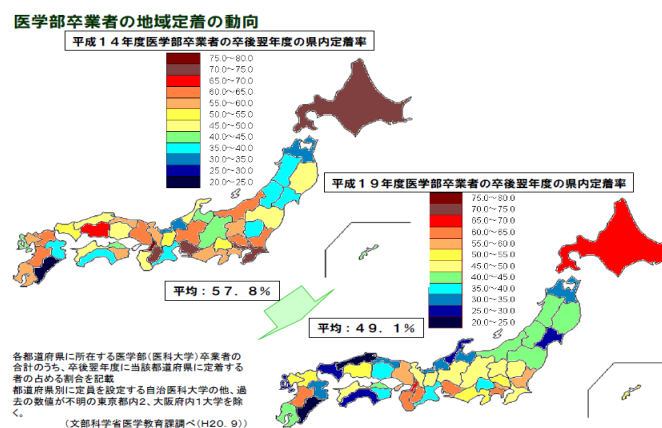 医学部卒業者の地域定着の動向
平成14年度医学部卒業者の卒後翌年度の県内定着率
75.0~80.0
70.0~75.0
65.0~70.0
60.0~65.0
55.0~60.0
50.0~55.0
45.0~50.0
40.0~45.0
35.0~40.0
30.0~35.0
25.0~30.0
20.0~25.0
平成19年度医学部卒業者の卒後翌年度の県内定着率
75.0~80.0
70.0~75.0
65.0~70.0
60.0~65.0
55.0~60.0
50.0~55.0
45.0~50.0
40.0~45.0
35.0~40.0
30.0~35.0
25.0~30.0
20.0~25.0
平均:57.8%
平均:49.1%
各都道府県に所在する医学部(医科大学)卒業者の
合計のうち、卒後翌年度に当該都道府県に定着する
者の占める割合を記載
都道府県別に定員を設定する自治医科大学の他、過
去の数値が不明の東京都内2、大阪府内1大学を除
く。
(文部科学省医学教育課調べ(H20.9))